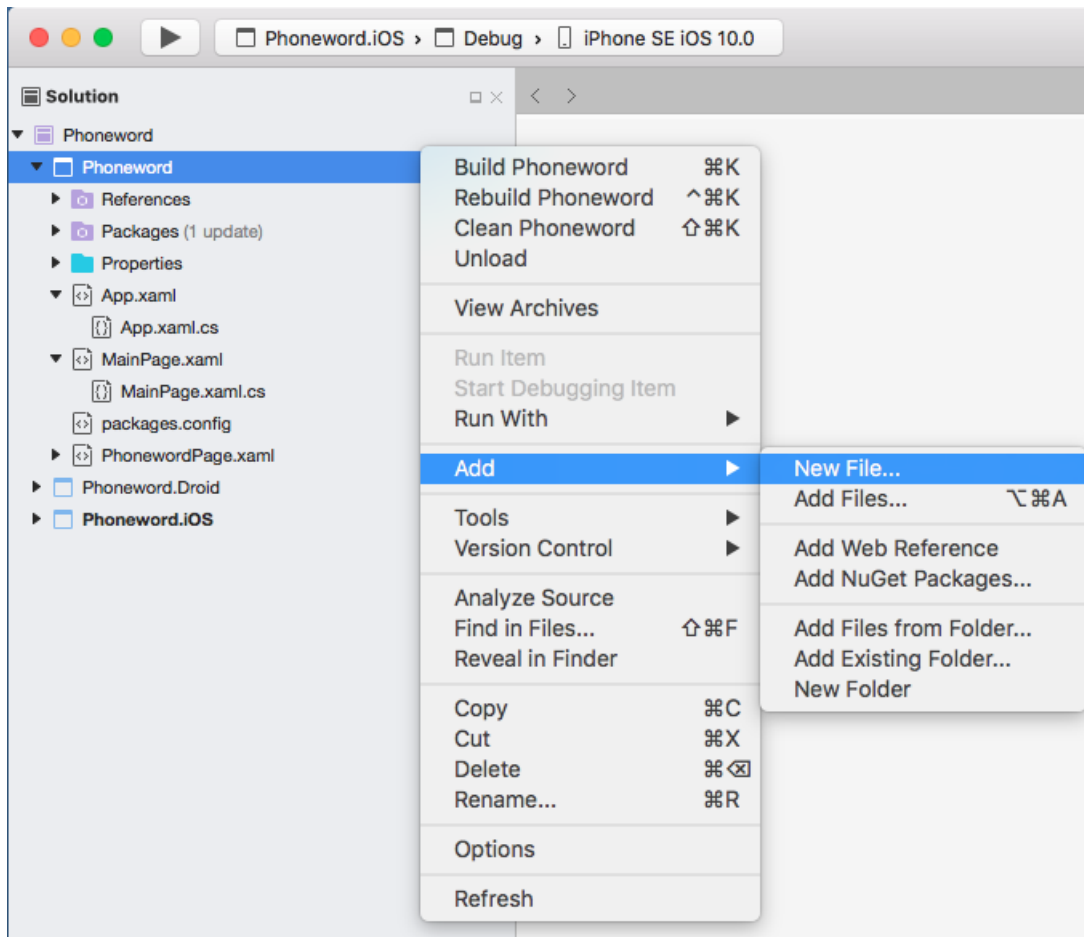 Phoneword.iOS › Debug › iPhone SE iOS 10.0
Solution
Phoneword
Phoneword
References
Packages (1 update)
Properties
App.xaml
App.xaml.cs
MainPage.xaml
MainPage.xaml.cs
packages.config
PhonewordPage.xaml
Phoneword.Droid
Phoneword.iOS
Build Phoneword ⌘K
Rebuild Phoneword ^⌘K
Clean Phoneword ⇧⌘K
Unload
View Archives
Run Item
Start Debugging Item
Run With
Add
Tools
Version Control
Analyze Source
Find in Files... ⇧⌘F
Reveal in Finder
Copy ⌘C
Cut ⌘X
Delete ⌘⌫
Rename... ⌘R
Options
Refresh
New File...
Add Files... ⌥⌘A
Add Web Reference
Add NuGet Packages...
Add Files from Folder...
Add Existing Folder...
New Folder